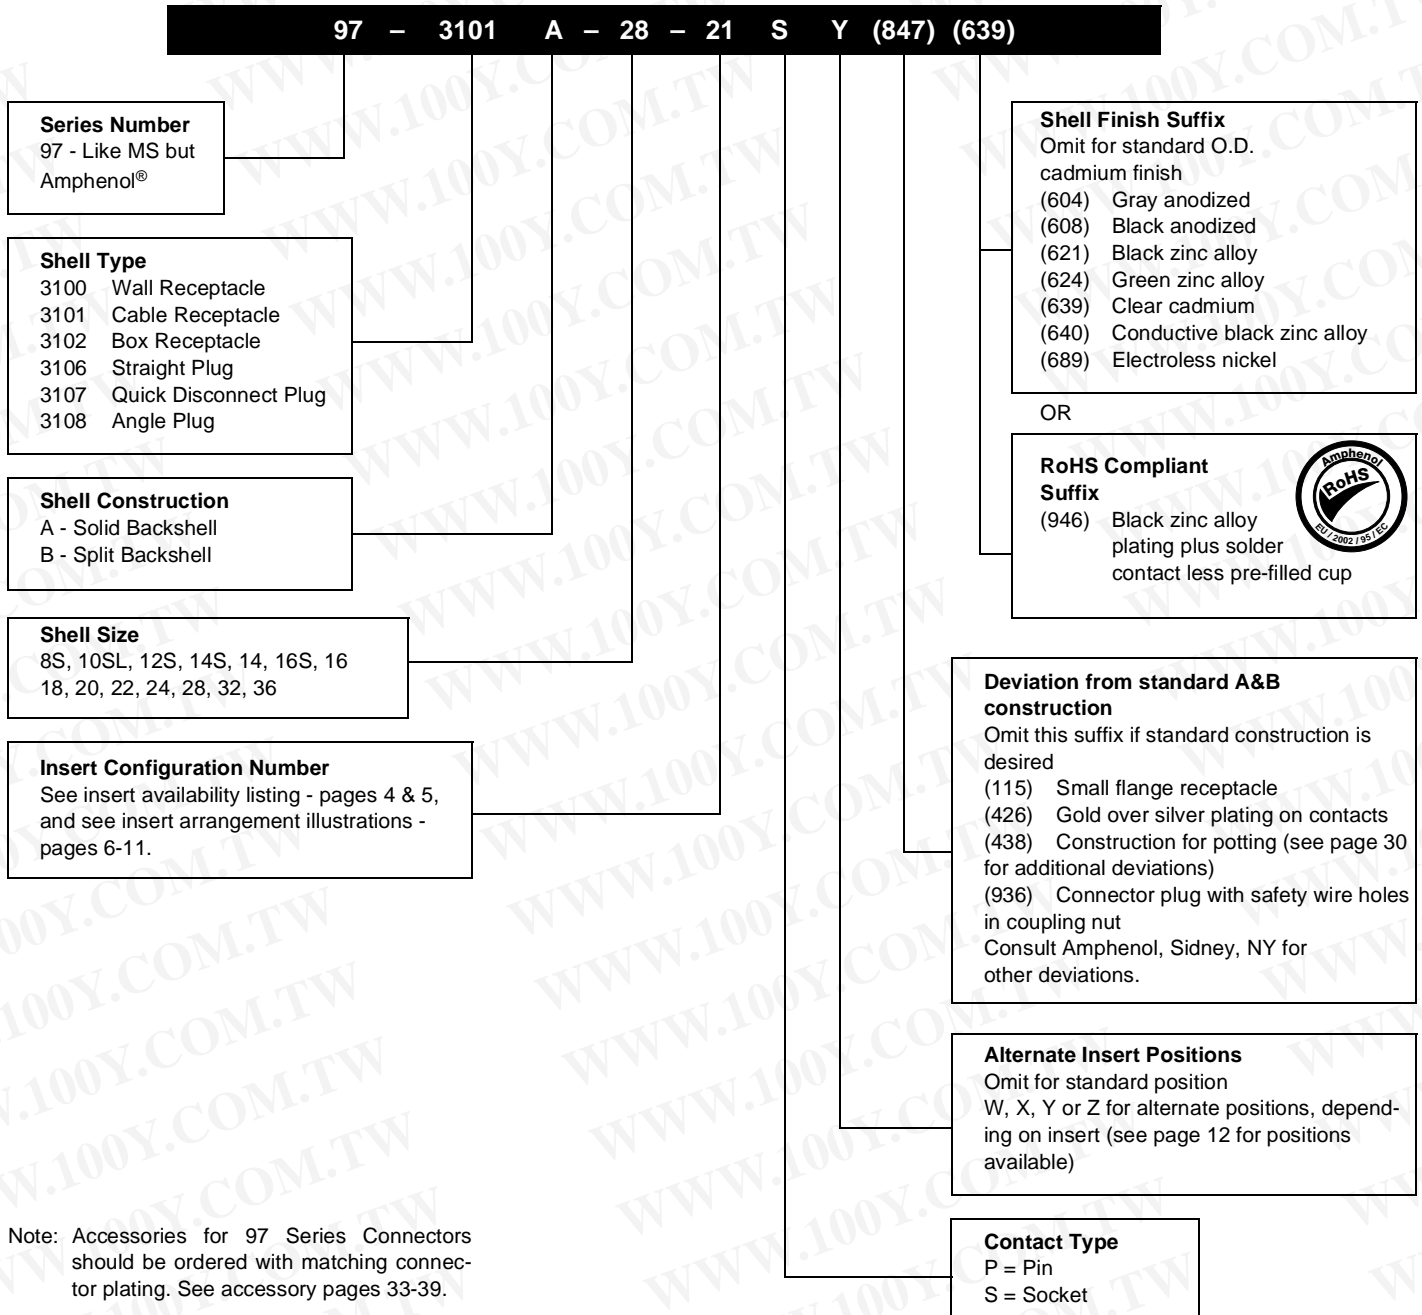 97 – 3101 A – 28 – 21 S Y (847) (639)
Series Number
97 - Like MS but
Amphenol®
Shell Type
3100 Wall Receptacle
3101 Cable Receptacle
3102 Box Receptacle
3106 Straight Plug
3107 Quick Disconnect Plug
3108 Angle Plug
Shell Construction
A - Solid Backshell
B - Split Backshell
Shell Size
8S, 10SL, 12S, 14S, 14, 16S, 16
18, 20, 22, 24, 28, 32, 36
Insert Configuration Number
See insert availability listing - pages 4 & 5,
and see insert arrangement illustrations -
pages 6-11.
Note: Accessories for 97 Series Connectors
should be ordered with matching connec-
tor plating. See accessory pages 33-39.
Shell Finish Suffix
Omit for standard O.D.
cadmium finish
(604) Gray anodized
(608) Black anodized
(621) Black zinc alloy
(624) Green zinc alloy
(639) Clear cadmium
(640) Conductive black zinc alloy
(689) Electroless nickel
OR
RoHS Compliant
Suffix
(946) Black zinc alloy
plating plus solder
contact less pre-filled cup
Amphenol
RoHS
EU / 2002 / 95 / EC
Deviation from standard A&B
construction
Omit this suffix if standard construction is
desired
(115) Small flange receptacle
(426) Gold over silver plating on contacts
(438) Construction for potting (see page 30
for additional deviations)
(936) Connector plug with safety wire holes
in coupling nut
Consult Amphenol, Sidney, NY for
other deviations.
Alternate Insert Positions
Omit for standard position
W, X, Y or Z for alternate positions, depend-
ing on insert (see page 12 for positions
available)
Contact Type
P = Pin
S = Socket
WWW.100Y.COM.TW